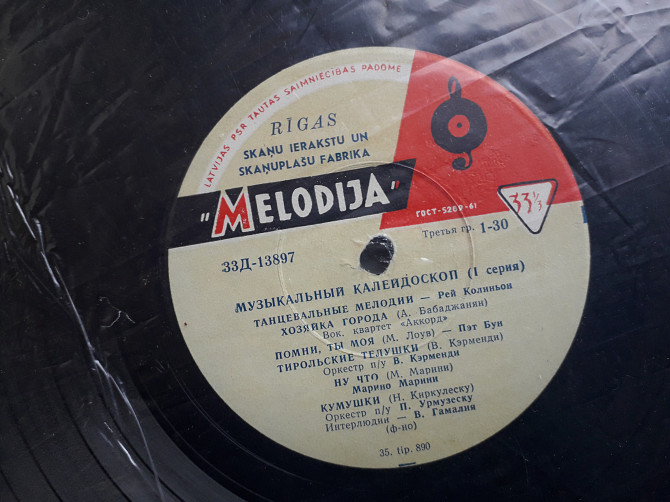 LATVIJAS PSR TAUTAS SAIMNIECĪBAS PADOME
RĪGAS
SKAŅU IERAKSTU UN
SKAŅUPLAŠU FABRIKA
"MELODIJA"
ГОСТ-5289-61
33⅓
Третья гр. 1-30
33Д-13897
МУЗЫКАЛЬНЫЙ КАЛЕЙДОСКОП (1 серия)
ТАНЦЕВАЛЬНЫЕ МЕЛОДИИ — Рей Колиньон
ХОЗЯЙКА ГОРОДА (А. Бабаджанян)
Вок. квартет «Аккорд»
ПОМНИ, ТЫ МОЯ (М. Лоув) — Пэт Бун
ТИРОЛЬСКИЕ ТЕЛУШКИ (В. Кэрменди)
Оркестр п/у В. Кэрменди
НУ ЧТО (М. Марини)
Марино Марини
КУМУШКИ (Н. Киркулеску)
Оркестр п/у П. Урмузеску
Интерлюдии — В. Гамалия
(ф-но)
35. tip. 890